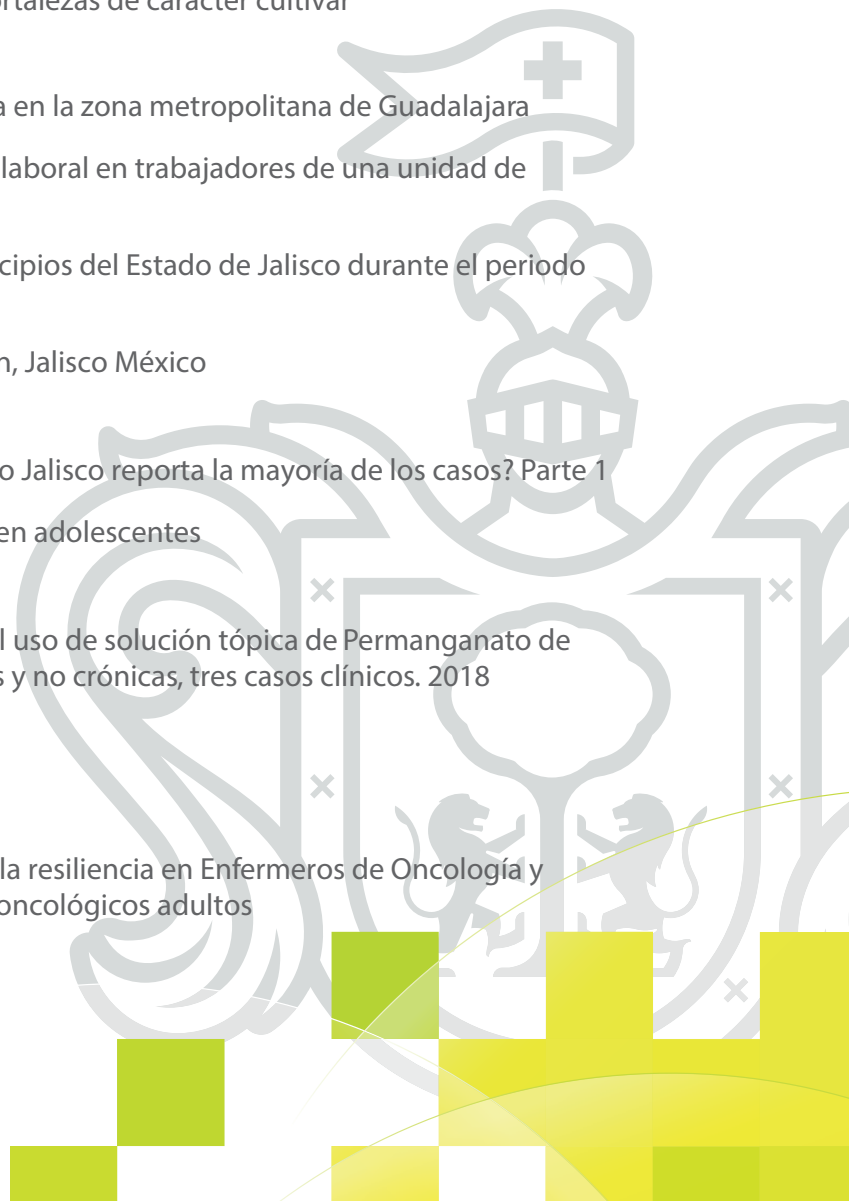 rtalezas de carácter cultivar
a en la zona metropolitana de Guadalajara
laboral en trabajadores de una unidad de
cipios del Estado de Jalisco durante el periodo
n, Jalisco México
o Jalisco reporta la mayoría de los casos? Parte 1
en adolescentes
l uso de solución tópica de Permanganato de
s y no crónicas, tres casos clínicos. 2018
la resiliencia en Enfermeros de Oncología y
oncológicos adultos